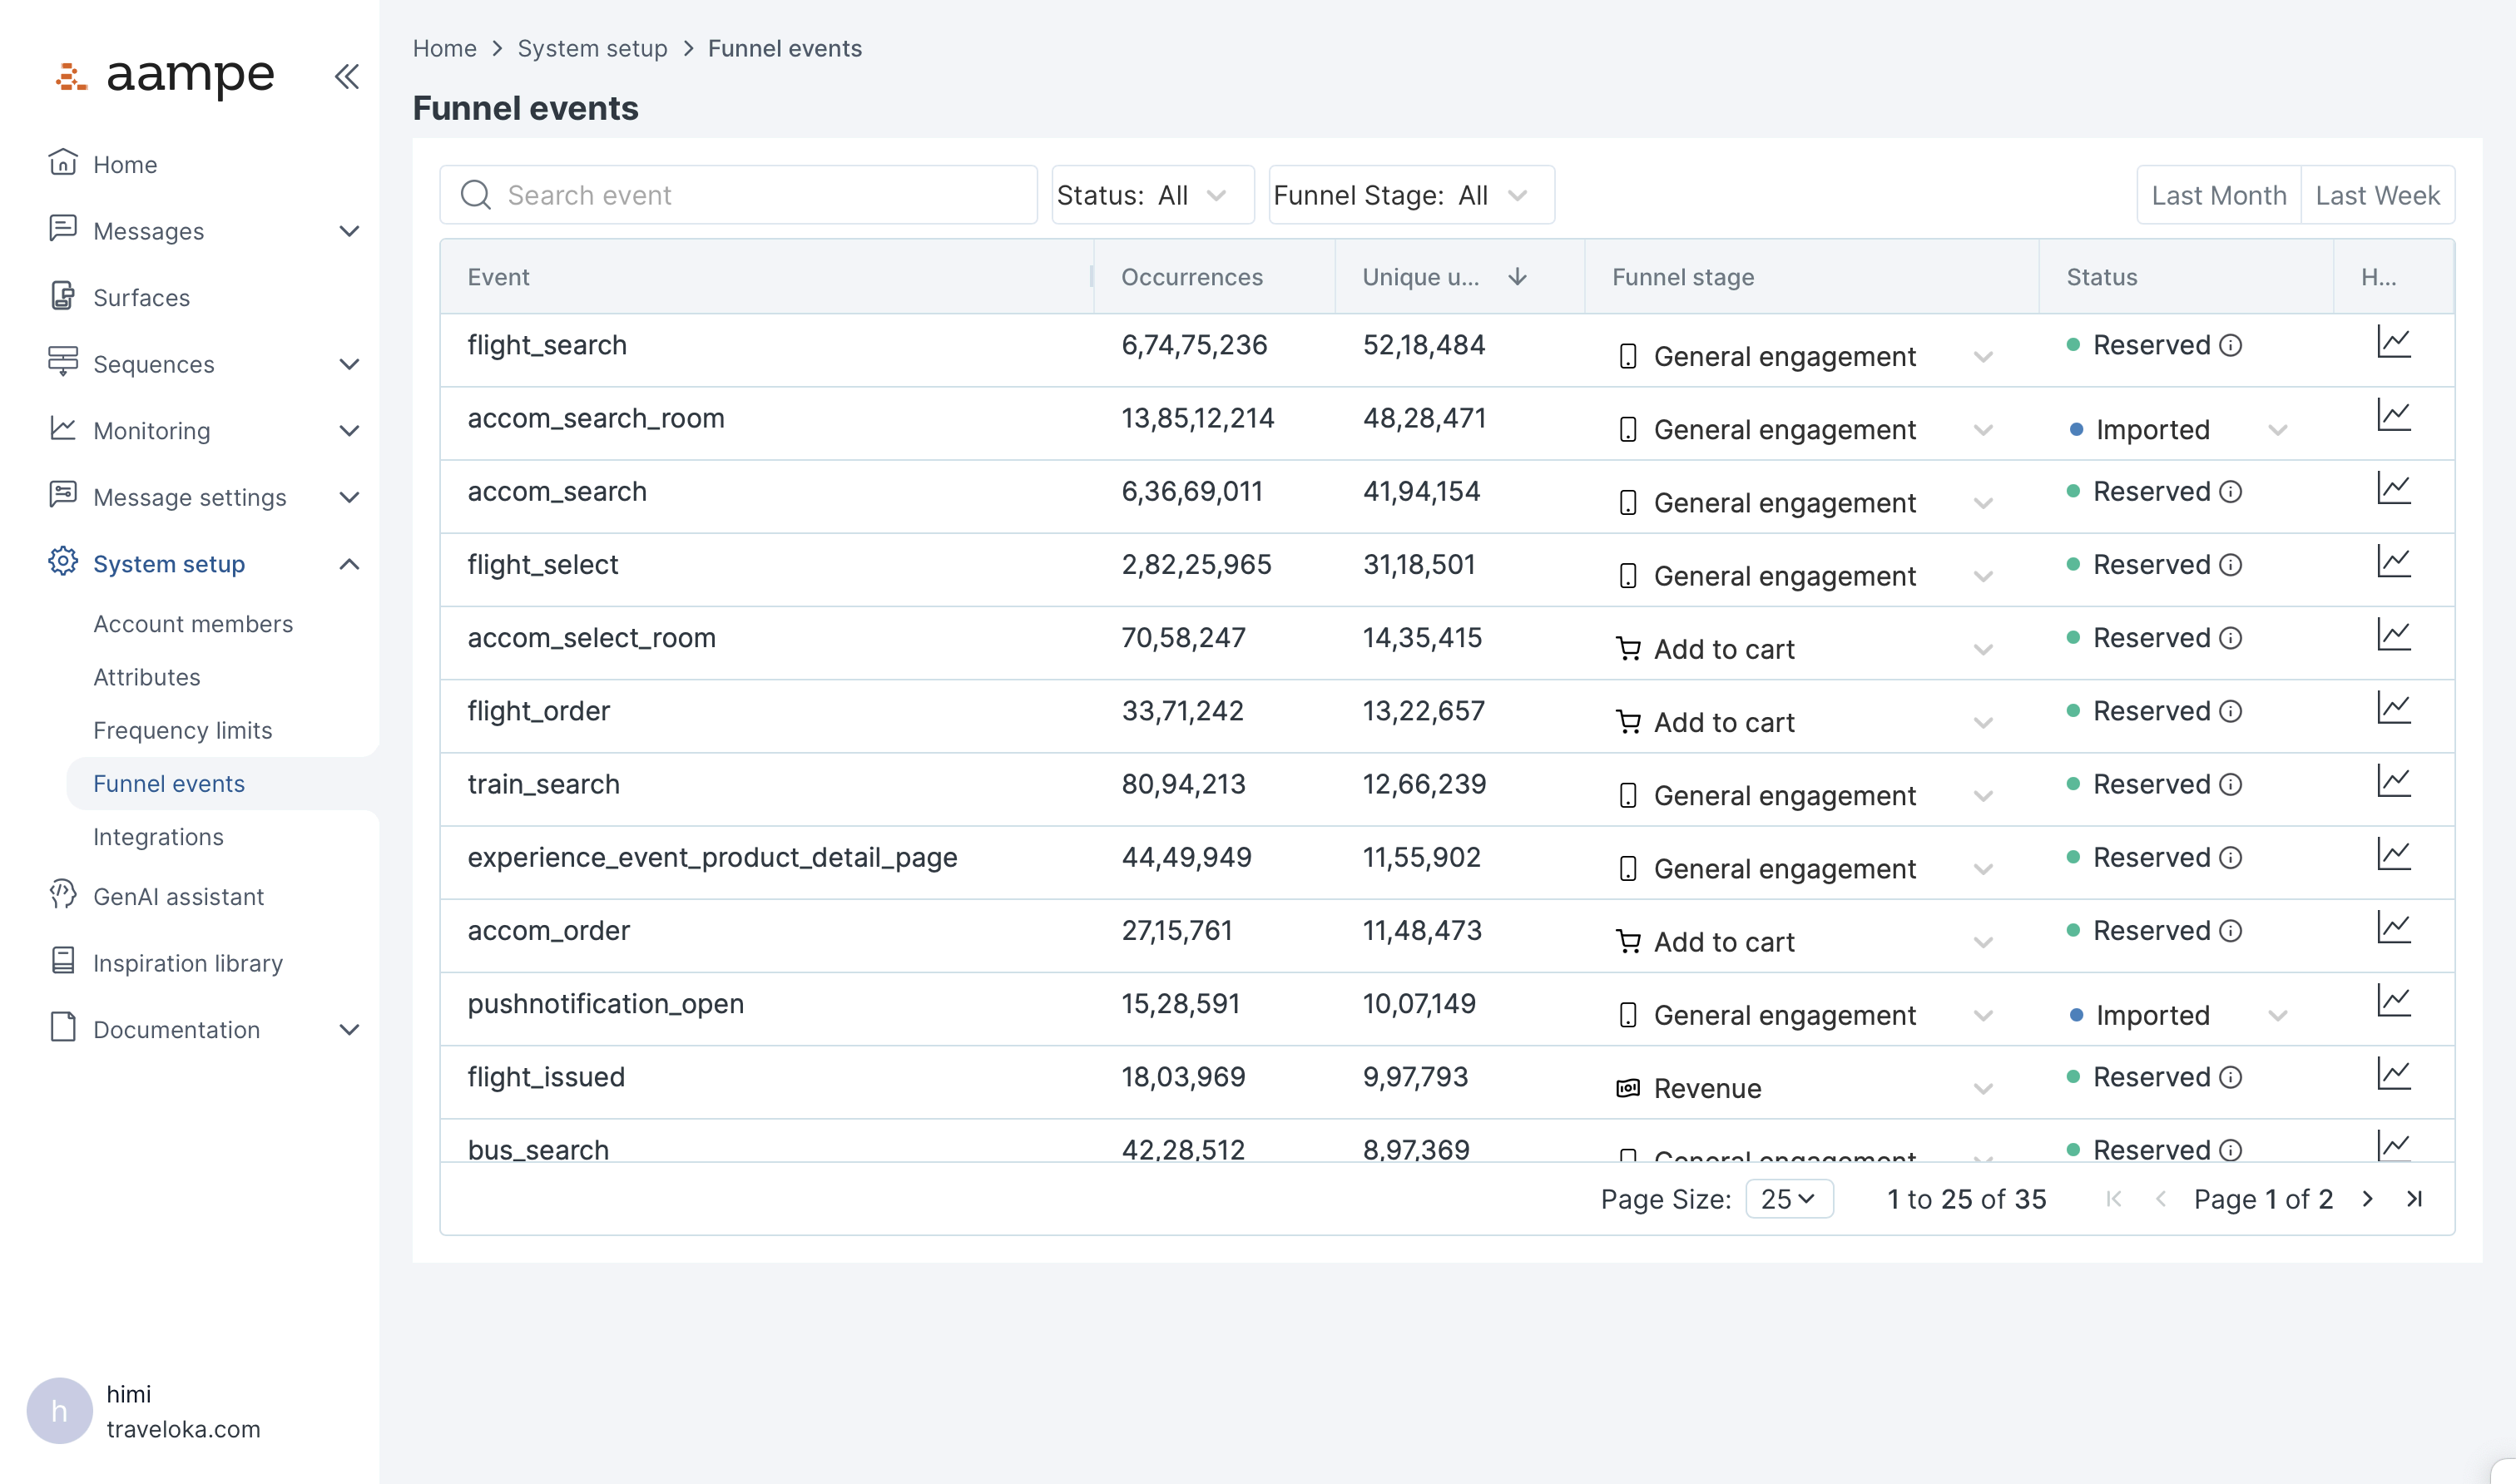 aampe
Home
Messages
Surfaces
Sequences
Monitoring
Message settings
System setup
Account members
Attributes
Frequency limits
Funnel events
Integrations
GenAI assistant
Inspiration library
Documentation
h
himi
traveloka.com
Home > System setup > Funnel events
Funnel events
Search event Status: All Funnel Stage: All Last Month Last Week
Event Occurrences Unique u... Funnel stage Status H...
flight_search 6,74,75,236 52,18,484 General engagement Reserved
accom_search_room 13,85,12,214 48,28,471 General engagement Imported
accom_search 6,36,69,011 41,94,154 General engagement Reserved
flight_select 2,82,25,965 31,18,501 General engagement Reserved
accom_select_room 70,58,247 14,35,415 Add to cart Reserved
flight_order 33,71,242 13,22,657 Add to cart Reserved
train_search 80,94,213 12,66,239 General engagement Reserved
experience_event_product_detail_page 44,49,949 11,55,902 General engagement Reserved
accom_order 27,15,761 11,48,473 Add to cart Reserved
pushnotification_open 15,28,591 10,07,149 General engagement Imported
flight_issued 18,03,969 9,97,793 Revenue Reserved
bus_search 42,28,512 8,97,369 General engagement Reserved
Page Size: 25 1 to 25 of 35 Page 1 of 2